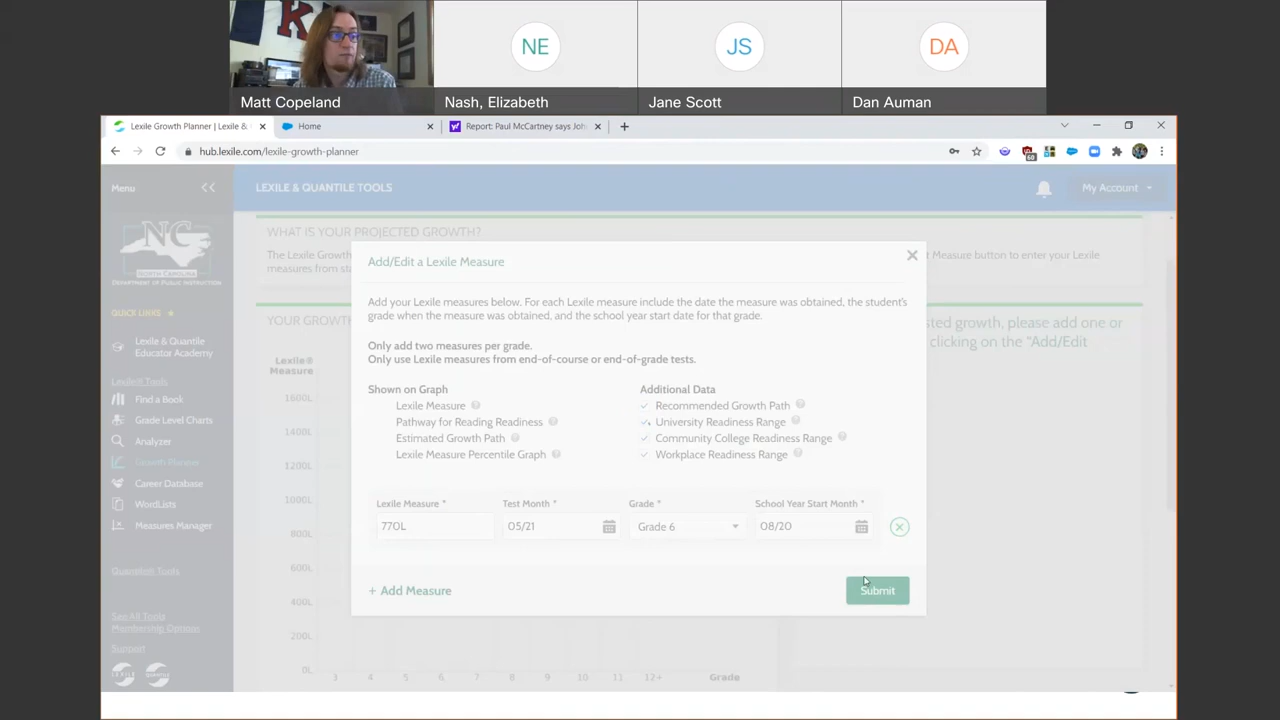 NE
JS
DA
Matt Copeland
Nash, Elizabeth
Jane Scott
Dan Auman
Lexile Growth Planner | Lexile &
Home
Report: Paul McCartney says Joh
hub.lexile.com/lexile-growth-planner
60
Menu
LEXILE & QUANTILE TOOLS
My Account
NC
NORTH CAROLINA
DEPARTMENT OF PUBLIC INSTRUCTION
QUICK LINKS
Lexile & Quantile
Educator Academy
Lexile® Tools
Find a Book
Grade Level Charts
Analyzer
Growth Planner
Career Database
WordLists
Measures Manager
Quantile® Tools
See All Tools
Membership Options
Support
LEXILE
QUANTILE
WHAT IS YOUR PROJECTED GROWTH?
The Lexile Growth
t Measure button to enter your Lexile
measures from sta
YOUR GROWTH
sted growth, please add one or
clicking on the "Add/Edit
Lexile®
Measure
1600L
1400L
1200L
1000L
800L
600L
400L
200L
0L
3 4 5 6 7 8 9 10 11 12+ Grade
Add/Edit a Lexile Measure
Add your Lexile measures below. For each Lexile measure include the date the measure was obtained, the student's
grade when the measure was obtained, and the school year start date for that grade.
Only add two measures per grade.
Only use Lexile measures from end-of-course or end-of-grade tests.
Shown on Graph
Lexile Measure
Pathway for Reading Readiness
Estimated Growth Path
Lexile Measure Percentile Graph
Additional Data
Recommended Growth Path
University Readiness Range
Community College Readiness Range
Workplace Readiness Range
Lexile Measure *
770L
Test Month *
05/21
Grade *
Grade 6
School Year Start Month *
08/20
+ Add Measure
Submit